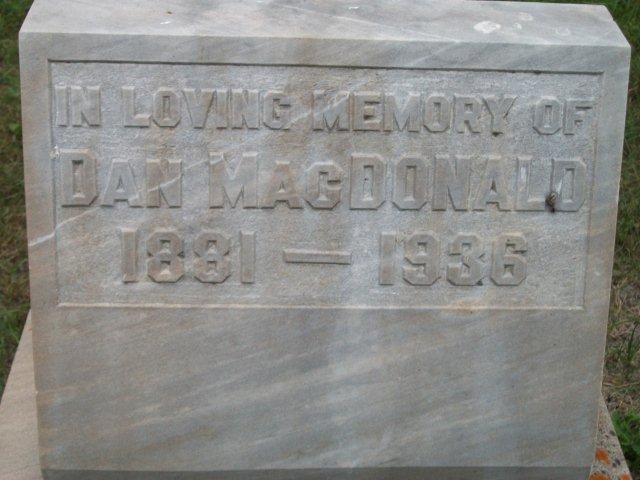 IN LOVING MEMORY OF
DAN MACDONALD
1881 — 1936